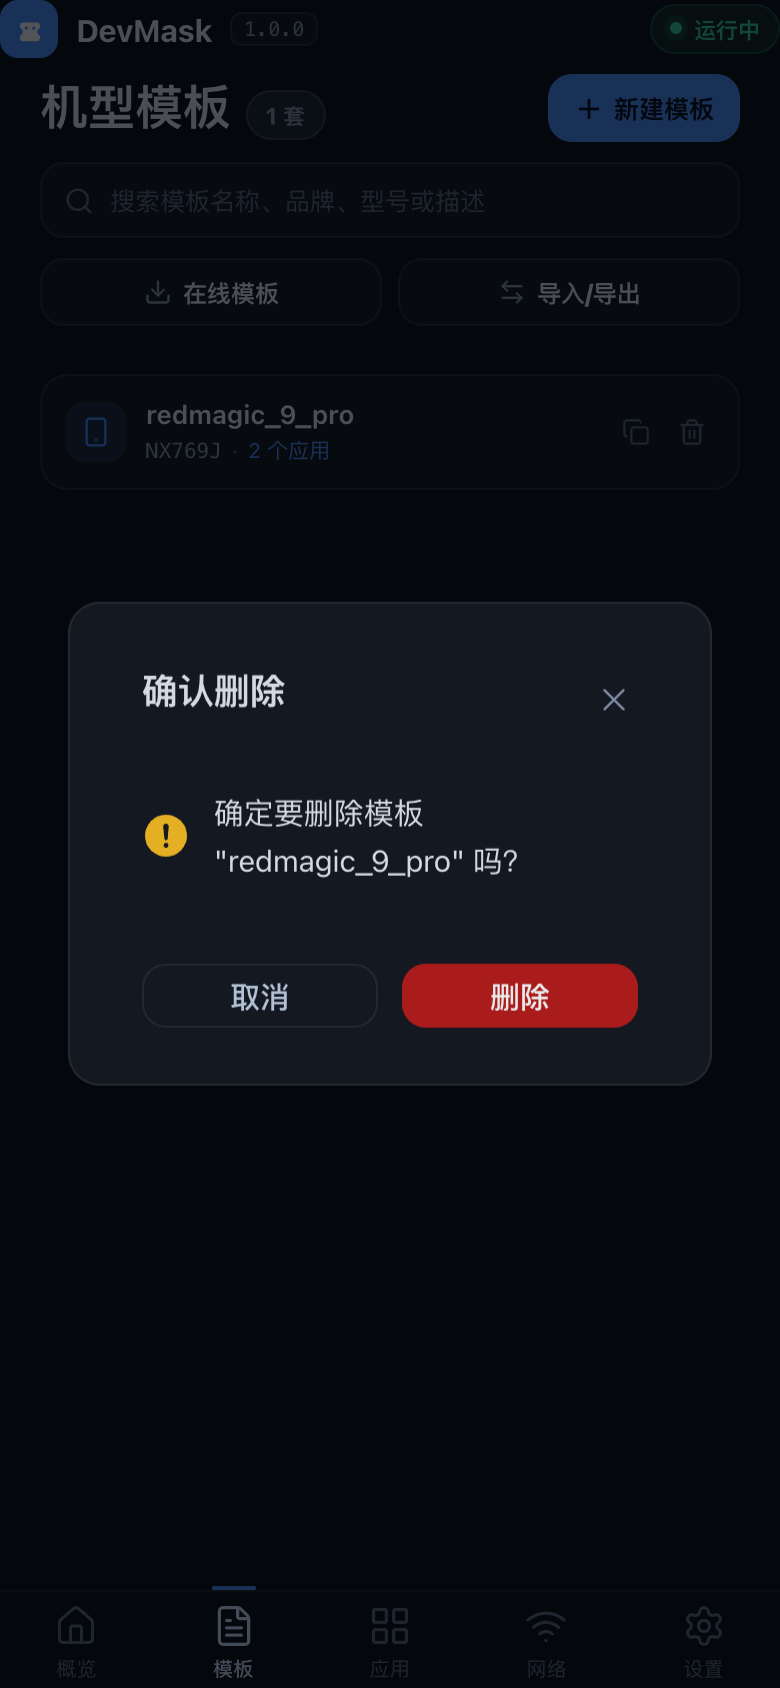 DevMask 1.0.0 运行中
机型模板 1 套 新建模板
搜索模板名称、品牌、型号或描述
在线模板 导入/导出
redmagic_9_pro
NX769J · 2 个应用
确认删除
确定要删除模板
"redmagic_9_pro" 吗?
取消 删除
概览 模板 应用 网络 设置